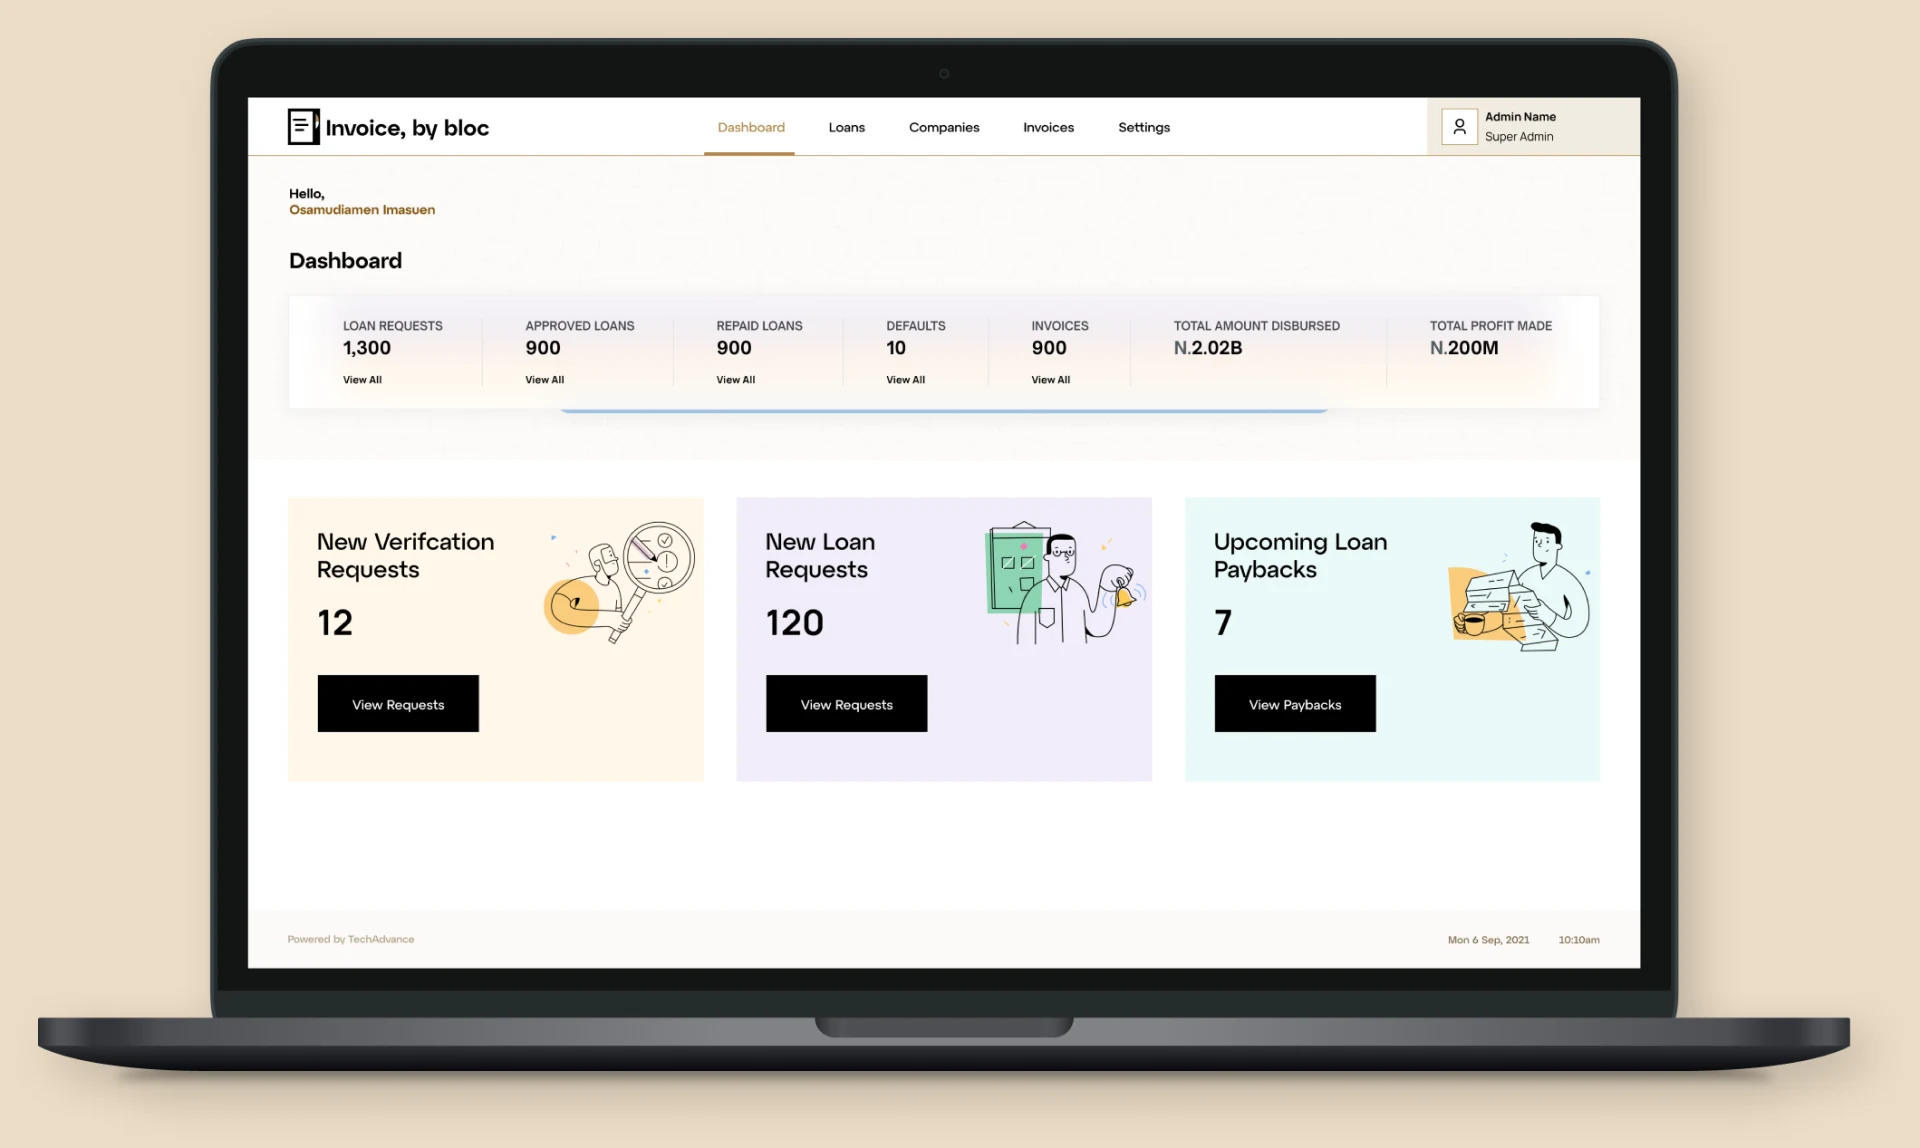 Invoice, by bloc
Dashboard Loans Companies Invoices Settings
Admin Name
Super Admin
Hello,
Osamudiamen Imasuen
Dashboard
LOAN REQUESTS
1,300
View All
APPROVED LOANS
900
View All
REPAID LOANS
900
View All
DEFAULTS
10
View All
INVOICES
900
View All
TOTAL AMOUNT DISBURSED
N.2.02B
TOTAL PROFIT MADE
N.200M
New Verifcation
Requests
12
View Requests
New Loan
Requests
120
View Requests
Upcoming Loan
Paybacks
7
View Paybacks
Powered by TechAdvance
Mon 6 Sep, 2021 10:10am